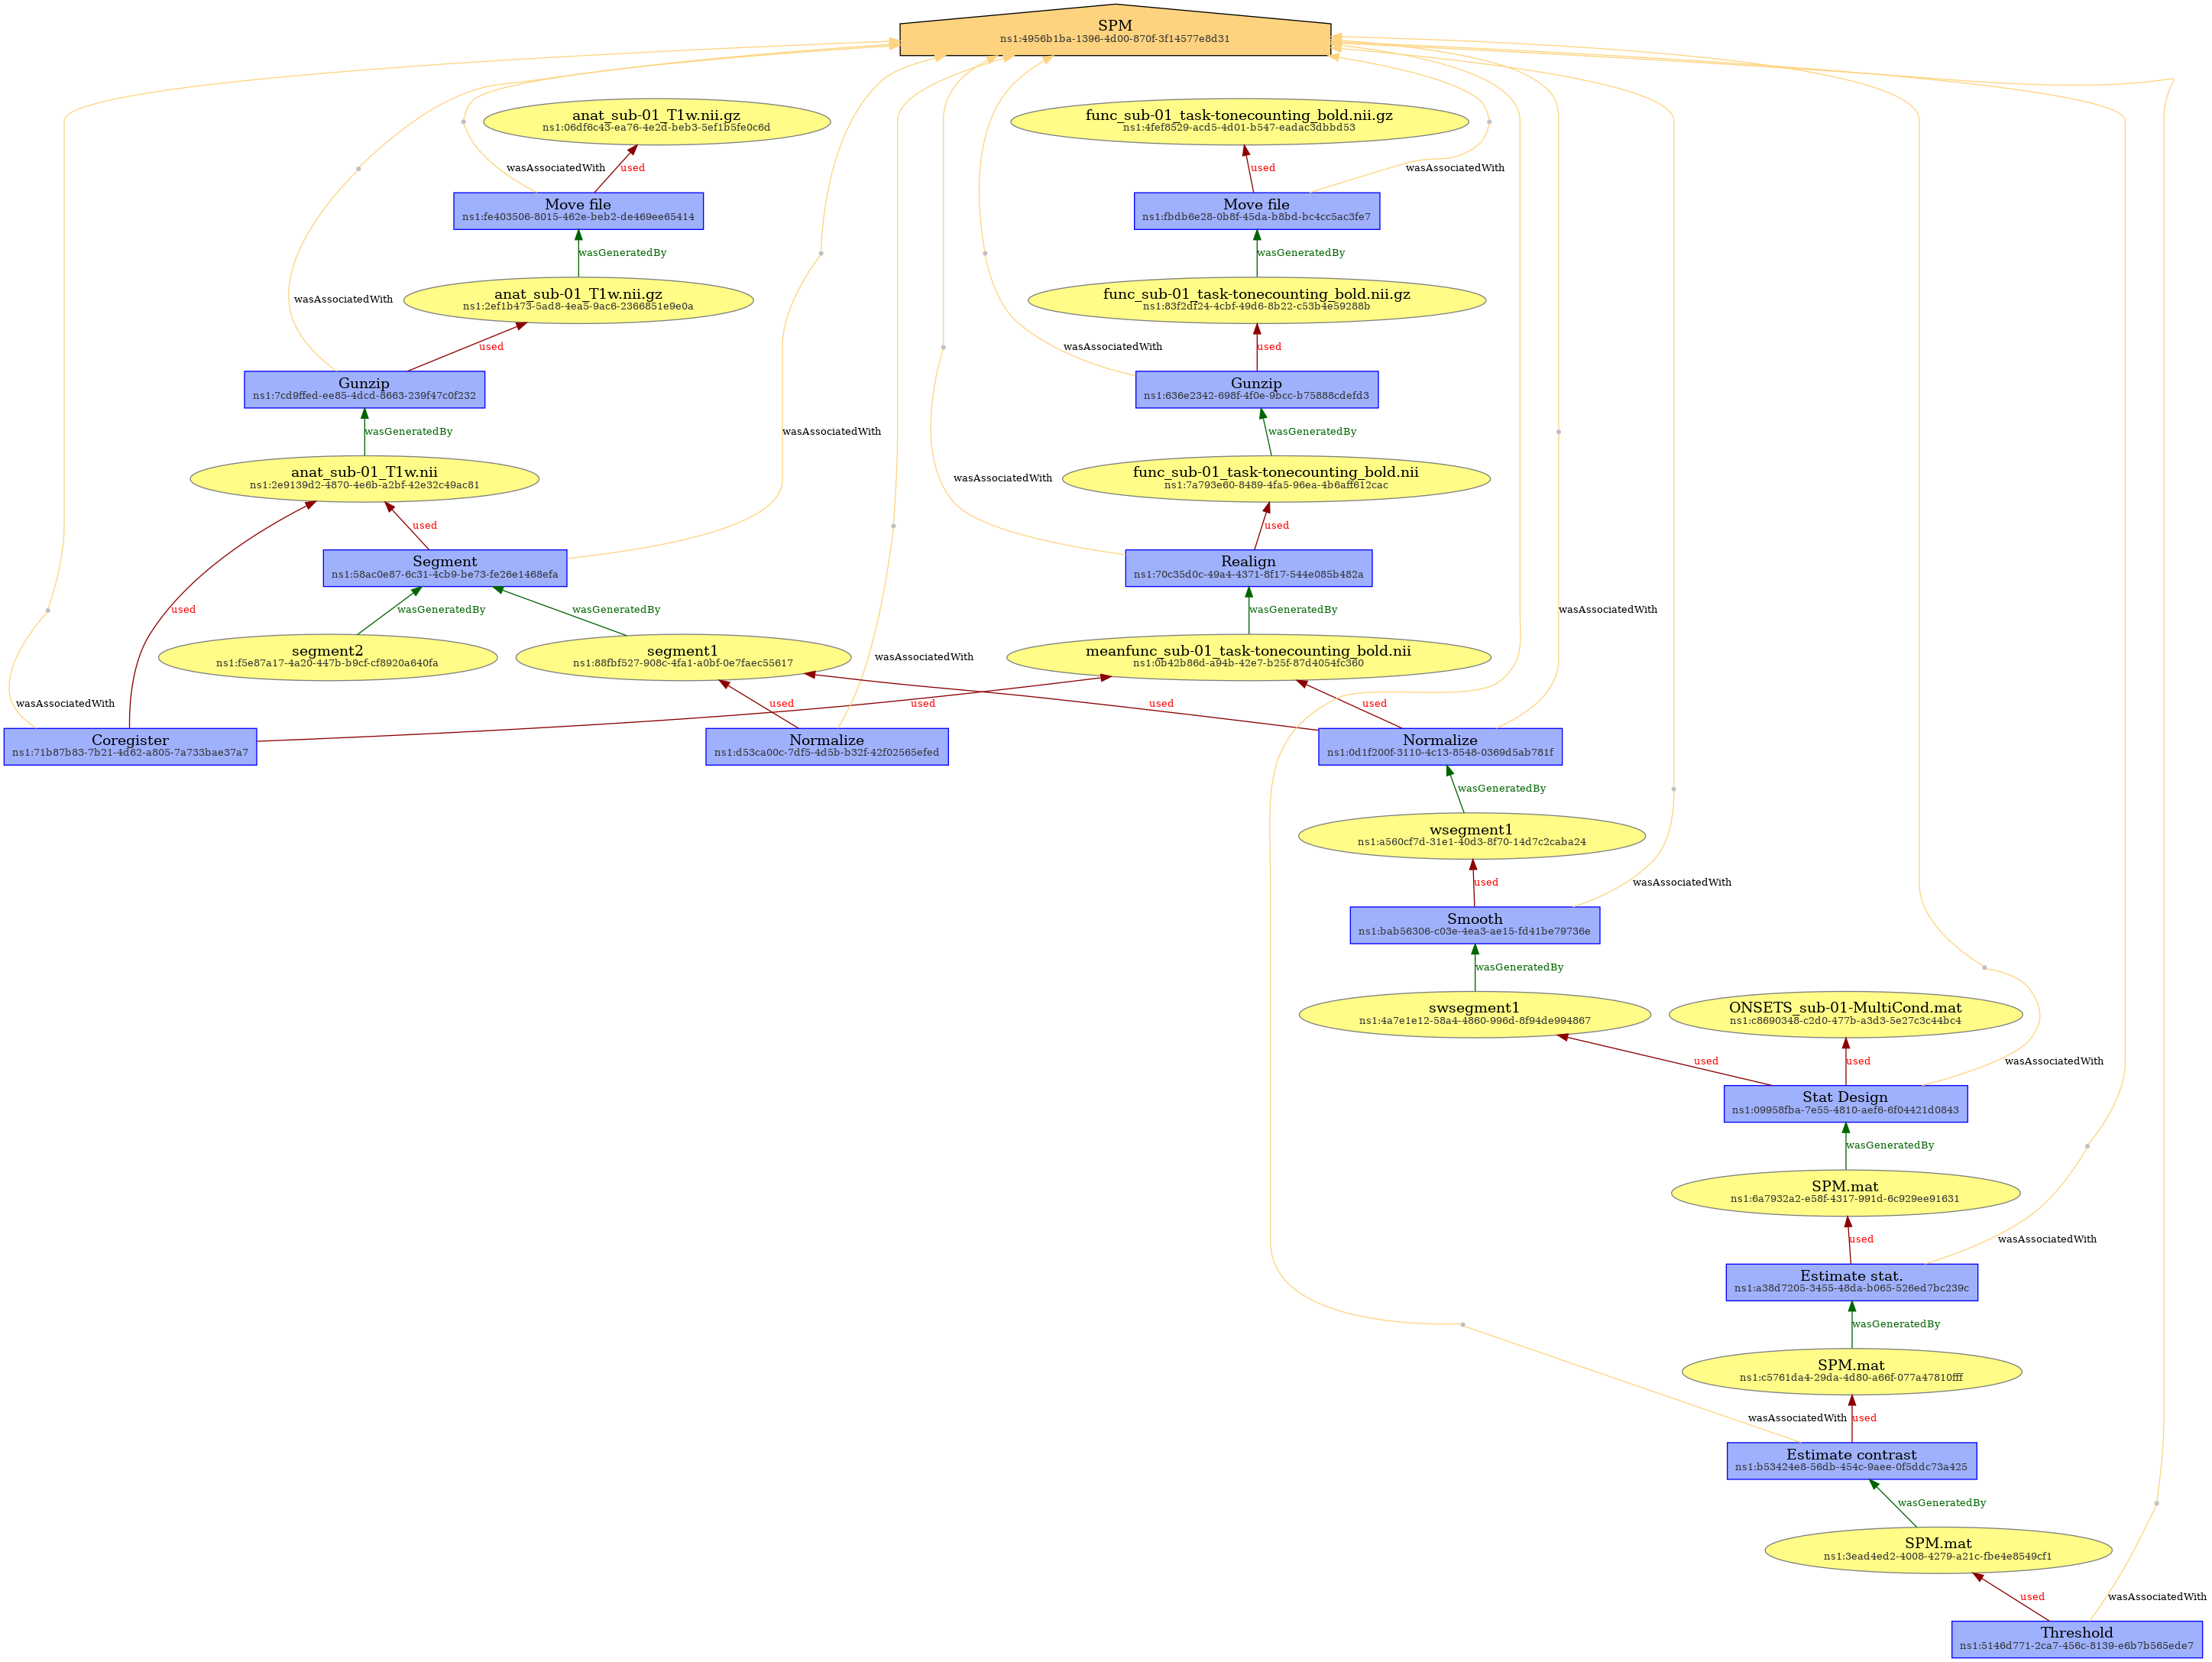 SPM
ns1:4956b1ba-1396-4d00-870f-3f14577e8d31
anat_sub-01_T1w.nii.gz
ns1:06df6c43-ea76-4e2d-beb3-5ef1b5fe0c6d
func_sub-01_task-tonecounting_bold.nii.gz
ns1:4fef8529-acd5-4d01-b547-eadac3dbbd53
wasAssociatedWith
used
used
wasAssociatedWith
Move file
ns1:fe403506-8015-462e-beb2-de469ee65414
Move file
ns1:fbdb6e28-0b8f-45da-b8bd-bc4cc5ac3fe7
wasGeneratedBy
wasGeneratedBy
wasAssociatedWith
anat_sub-01_T1w.nii.gz
ns1:2ef1b473-5ad8-4ea5-9ac6-2366851e9e0a
func_sub-01_task-tonecounting_bold.nii.gz
ns1:83f2df24-4cbf-49d6-8b22-c53b4e59288b
used
wasAssociatedWith
used
Gunzip
ns1:7cd9ffed-ee85-4dcd-8663-239f47c0f232
Gunzip
ns1:636e2342-698f-4f0e-9bcc-b75888cdefd3
wasGeneratedBy
wasAssociatedWith
wasGeneratedBy
anat_sub-01_T1w.nii
ns1:2e9139d2-4870-4e6b-a2bf-42e32c49ac81
wasAssociatedWith
func_sub-01_task-tonecounting_bold.nii
ns1:7a793e60-8489-4fa5-96ea-4b6aff612cac
used
used
Segment
ns1:58ac0e87-6c31-4cb9-be73-fe26e1468efa
Realign
ns1:70c35d0c-49a4-4371-8f17-544e085b482a
used
wasGeneratedBy
wasGeneratedBy
wasGeneratedBy
wasAssociatedWith
segment2
ns1:f5e87a17-4a20-447b-b9cf-cf8920a640fa
segment1
ns1:88fbf527-908c-4fa1-a0bf-0e7faec55617
wasAssociatedWith
meanfunc_sub-01_task-tonecounting_bold.nii
ns1:0b42b86d-a94b-42e7-b25f-87d4054fc360
wasAssociatedWith
used
used
used
used
Coregister
ns1:71b87b83-7b21-4d62-a805-7a733bae37a7
Normalize
ns1:d53ca00c-7df5-4d5b-b32f-42f02565efed
Normalize
ns1:0d1f200f-3110-4c13-8548-0369d5ab781f
wasGeneratedBy
wsegment1
ns1:a560cf7d-31e1-40d3-8f70-14d7c2caba24
used
wasAssociatedWith
Smooth
ns1:bab56306-c03e-4ea3-ae15-fd41be79736e
wasGeneratedBy
swsegment1
ns1:4a7e1e12-58a4-4860-996d-8f94de994867
ONSETS_sub-01-MultiCond.mat
ns1:c8690348-c2d0-477b-a3d3-5e27c3c44bc4
used
used
wasAssociatedWith
Stat Design
ns1:09958fba-7e55-4810-aef6-6f04421d0843
wasGeneratedBy
SPM.mat
ns1:6a7932a2-e58f-4317-991d-6c929ee91631
used
wasAssociatedWith
Estimate stat.
ns1:a38d7205-3455-48da-b065-526ed7bc239c
wasGeneratedBy
SPM.mat
ns1:c5761da4-29da-4d80-a66f-077a47810fff
wasAssociatedWith
used
Estimate contrast
ns1:b53424e8-56db-454c-9aee-0f5ddc73a425
wasGeneratedBy
SPM.mat
ns1:3ead4ed2-4008-4279-a21c-fbe4e8549cf1
used
wasAssociatedWith
Threshold
ns1:5146d771-2ca7-456c-8139-e6b7b565ede7